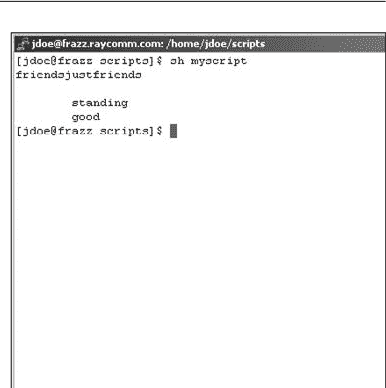 jdoe@frazz.raycomm.com: /home/jdoe/scripts
[jdoe@frazz scripts]$ sh myscript
friendsjustfriends
standing
good
[jdoe@frazz scripts]$